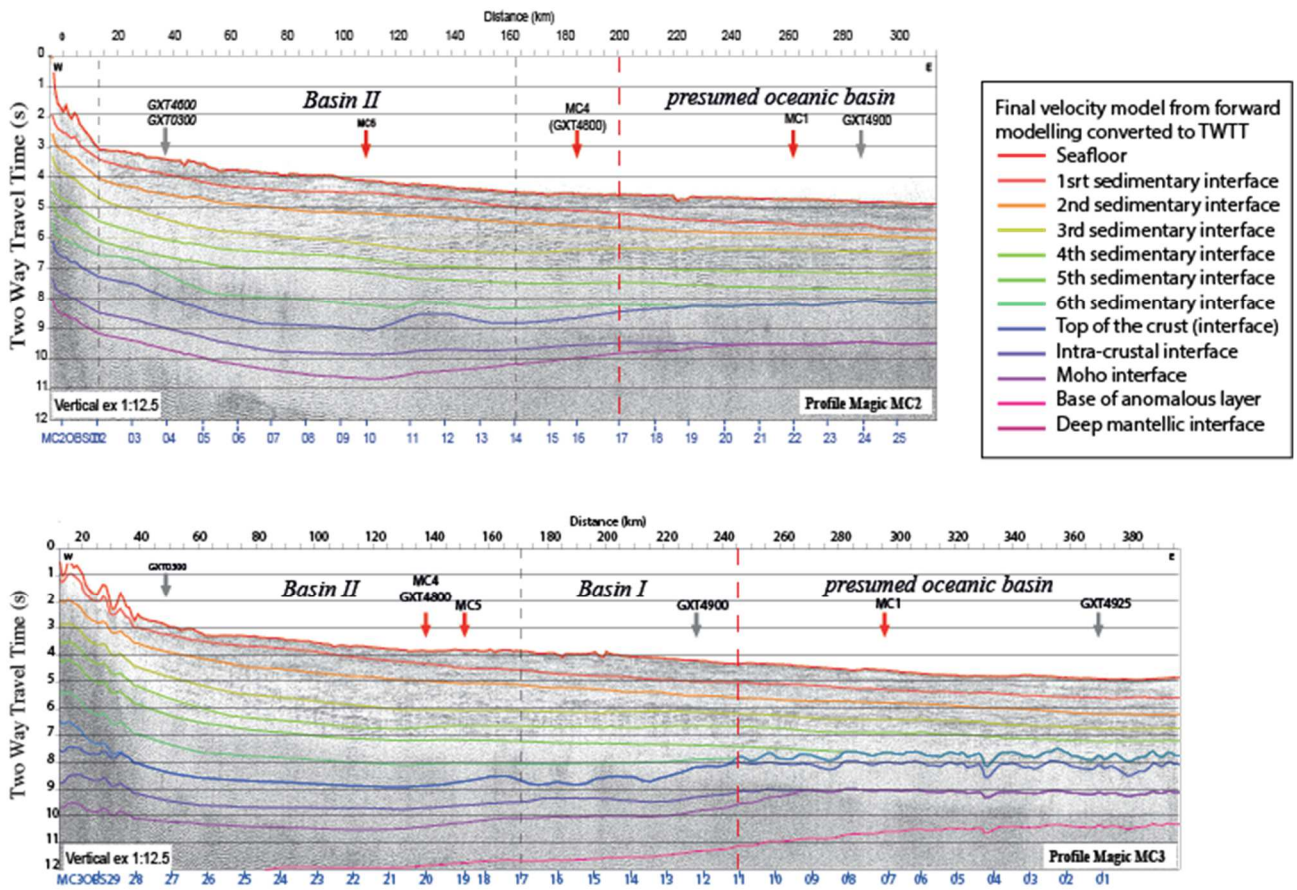 Distance (km)
0 20 40 60 80 100 120 140 160 180 200 220 240 260 280 300
W E
Basin II presumed oceanic basin
GXT4600
GXT0300
MC5
MC4
(GXT4800)
MC1
GXT4900
Two Way Travel Time (s)
0
1
2
3
4
5
6
7
8
9
10
11
12
Vertical ex 1:12.5
Profile Magic MC2
02 03 04 05 06 07 08 09 10 11 12 13 14 15 16 17 18 19 20 21 22 24 25
Final velocity model from forward
modelling converted to TWTT
Seafloor
1srt sedimentary interface
2nd sedimentary interface
3rd sedimentary interface
4th sedimentary interface
5th sedimentary interface
6th sedimentary interface
Top of the crust (interface)
Intra-crustal interface
Moho interface
Base of anomalous layer
Deep mantellic interface
Distance (km)
20 40 60 80 100 120 140 160 180 200 220 240 260 280 300 320 340 360 380
W E
Basin II Basin I presumed oceanic basin
GXT0300
MC4
GXT4800
MC5
GXT4900
MC1
GXT4925
Two Way Travel Time (s)
0
1
2
3
4
5
6
7
8
9
10
11
12
Vertical ex 1:12.5
Profile Magic MC3
MC3OBS29 28 27 26 25 24 23 22 21 20 19 18 17 16 15 14 13 12 11 10 09 08 07 06 05 04 03 02 01